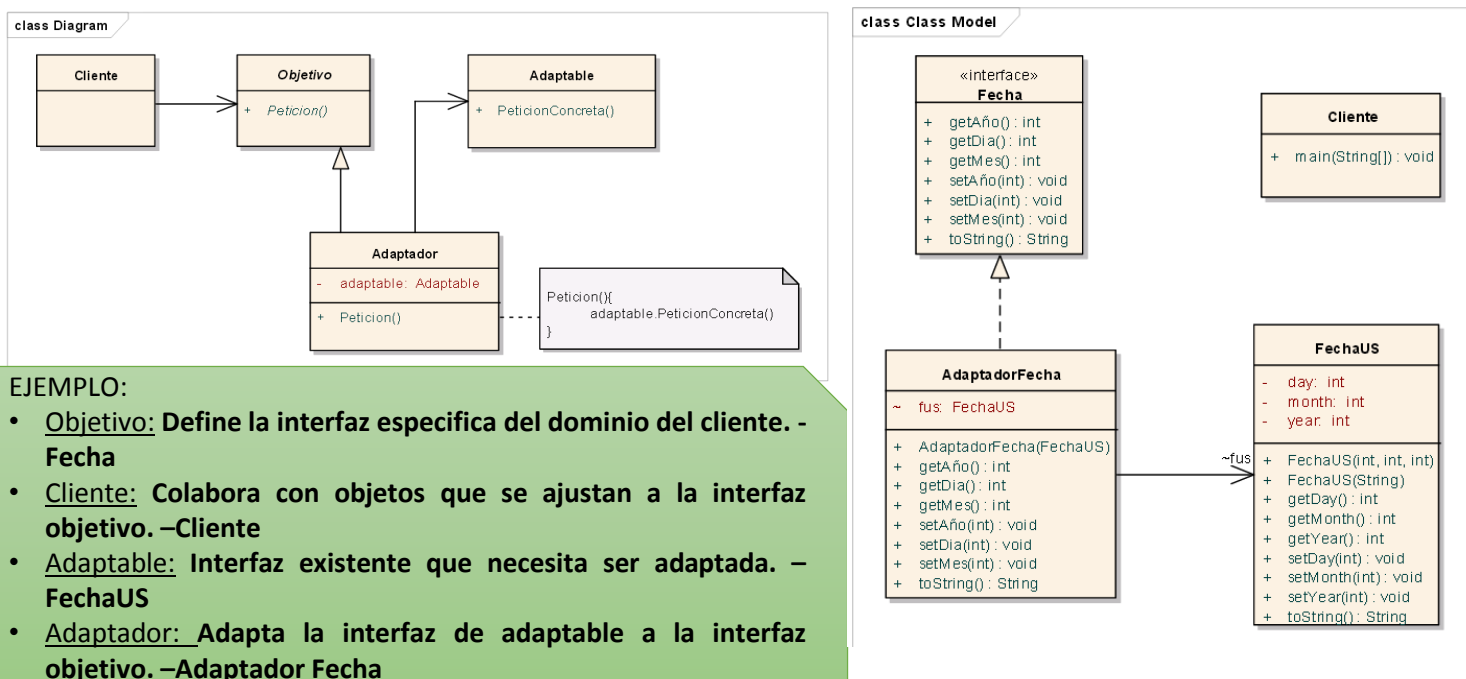 class Diagram
Cliente
Objetivo
+ Peticion()
Adaptable
+ PeticionConcreta()
Adaptador
- adaptable: Adaptable
+ Peticion()
Peticion(){
adaptable.PeticionConcreta()
}
EJEMPLO:
• Objetivo: Define la interfaz especifica del dominio del cliente. -
Fecha
• Cliente: Colabora con objetos que se ajustan a la interfaz
objetivo. –Cliente
• Adaptable: Interfaz existente que necesita ser adaptada. –
FechaUS
• Adaptador: Adapta la interfaz de adaptable a la interfaz
objetivo. –Adaptador Fecha
class Class Model
«interface»
Fecha
+ getAño() : int
+ getDia() : int
+ getMes() : int
+ setAño(int) : void
+ setDia(int) : void
+ setMes(int) : void
+ toString() : String
Cliente
+ main(String[]) : void
AdaptadorFecha
~ fus: FechaUS
+ AdaptadorFecha(FechaUS)
+ getAño() : int
+ getDia() : int
+ getMes() : int
+ setAño(int) : void
+ setDia(int) : void
+ setMes(int) : void
+ toString() : String
~fus
FechaUS
- day: int
- month: int
- year: int
+ FechaUS(int, int, int)
+ FechaUS(String)
+ getDay() : int
+ getMonth() : int
+ getYear() : int
+ setDay(int) : void
+ setMonth(int) : void
+ setYear(int) : void
+ toString() : String